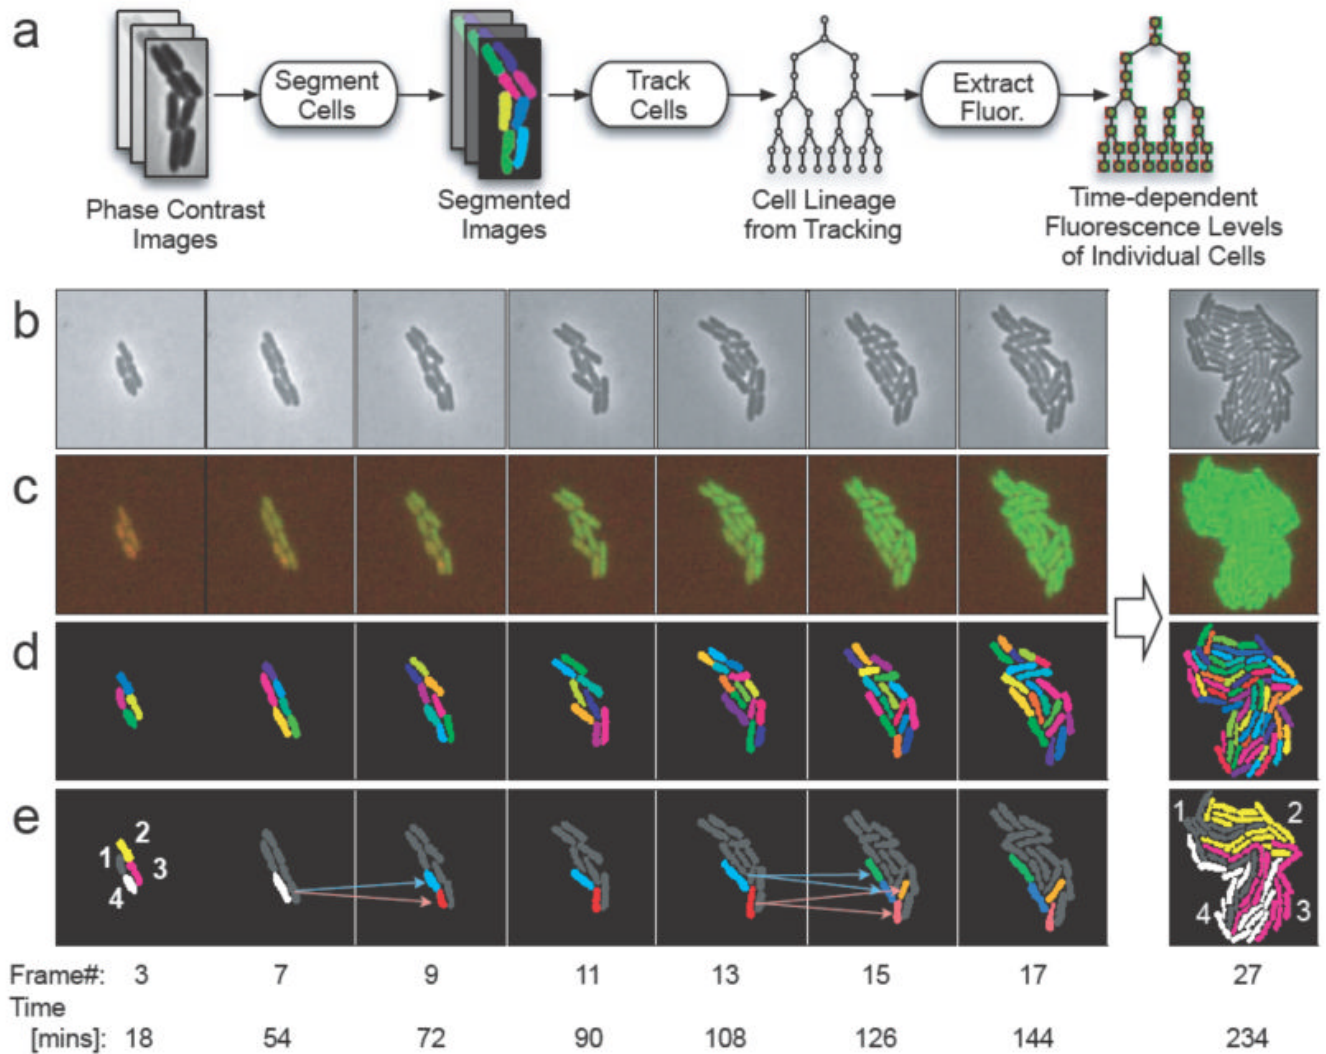 a
Segment
Cells
Track
Cells
Extract
Fluor.
Phase Contrast
Images
Segmented
Images
Cell Lineage
from Tracking
Time-dependent
Fluorescence Levels
of Individual Cells
b
c
d
e
1 2 3 4
1 2 3 4
Frame#: 3 7 9 11 13 15 17 27
Time
[mins]: 18 54 72 90 108 126 144 234